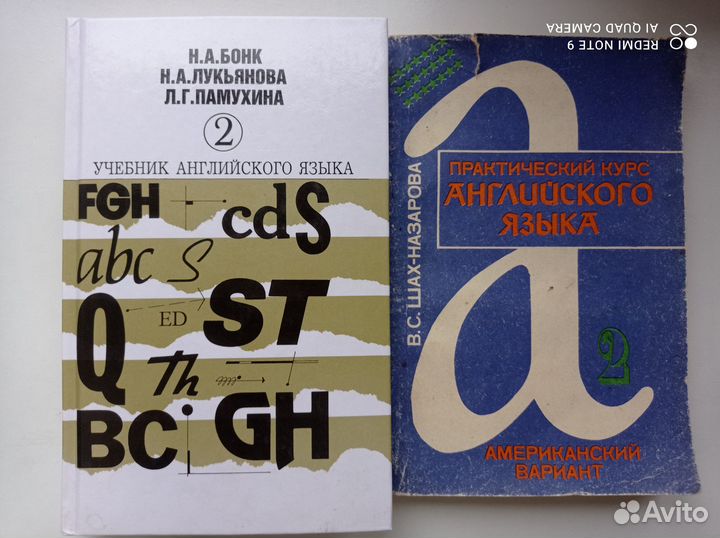 Н.А.БОНК
Н.А.ЛУКЬЯНОВА
Л.Г.ПАМУХИНА
2
УЧЕБНИК АНГЛИЙСКОГО ЯЗЫКА
FGH
cdS
abc S
Q
ED
ST
Th
BC
GH
REDMI NOTE 9
AI QUAD CAMERA
В.С. ШАХ-НАЗАРОВА
ПРАКТИЧЕСКИЙ КУРС
АНГЛИЙСКОГО
ЯЗЫКА
a
2
АМЕРИКАНСКИЙ
ВАРИАНТ
Avito